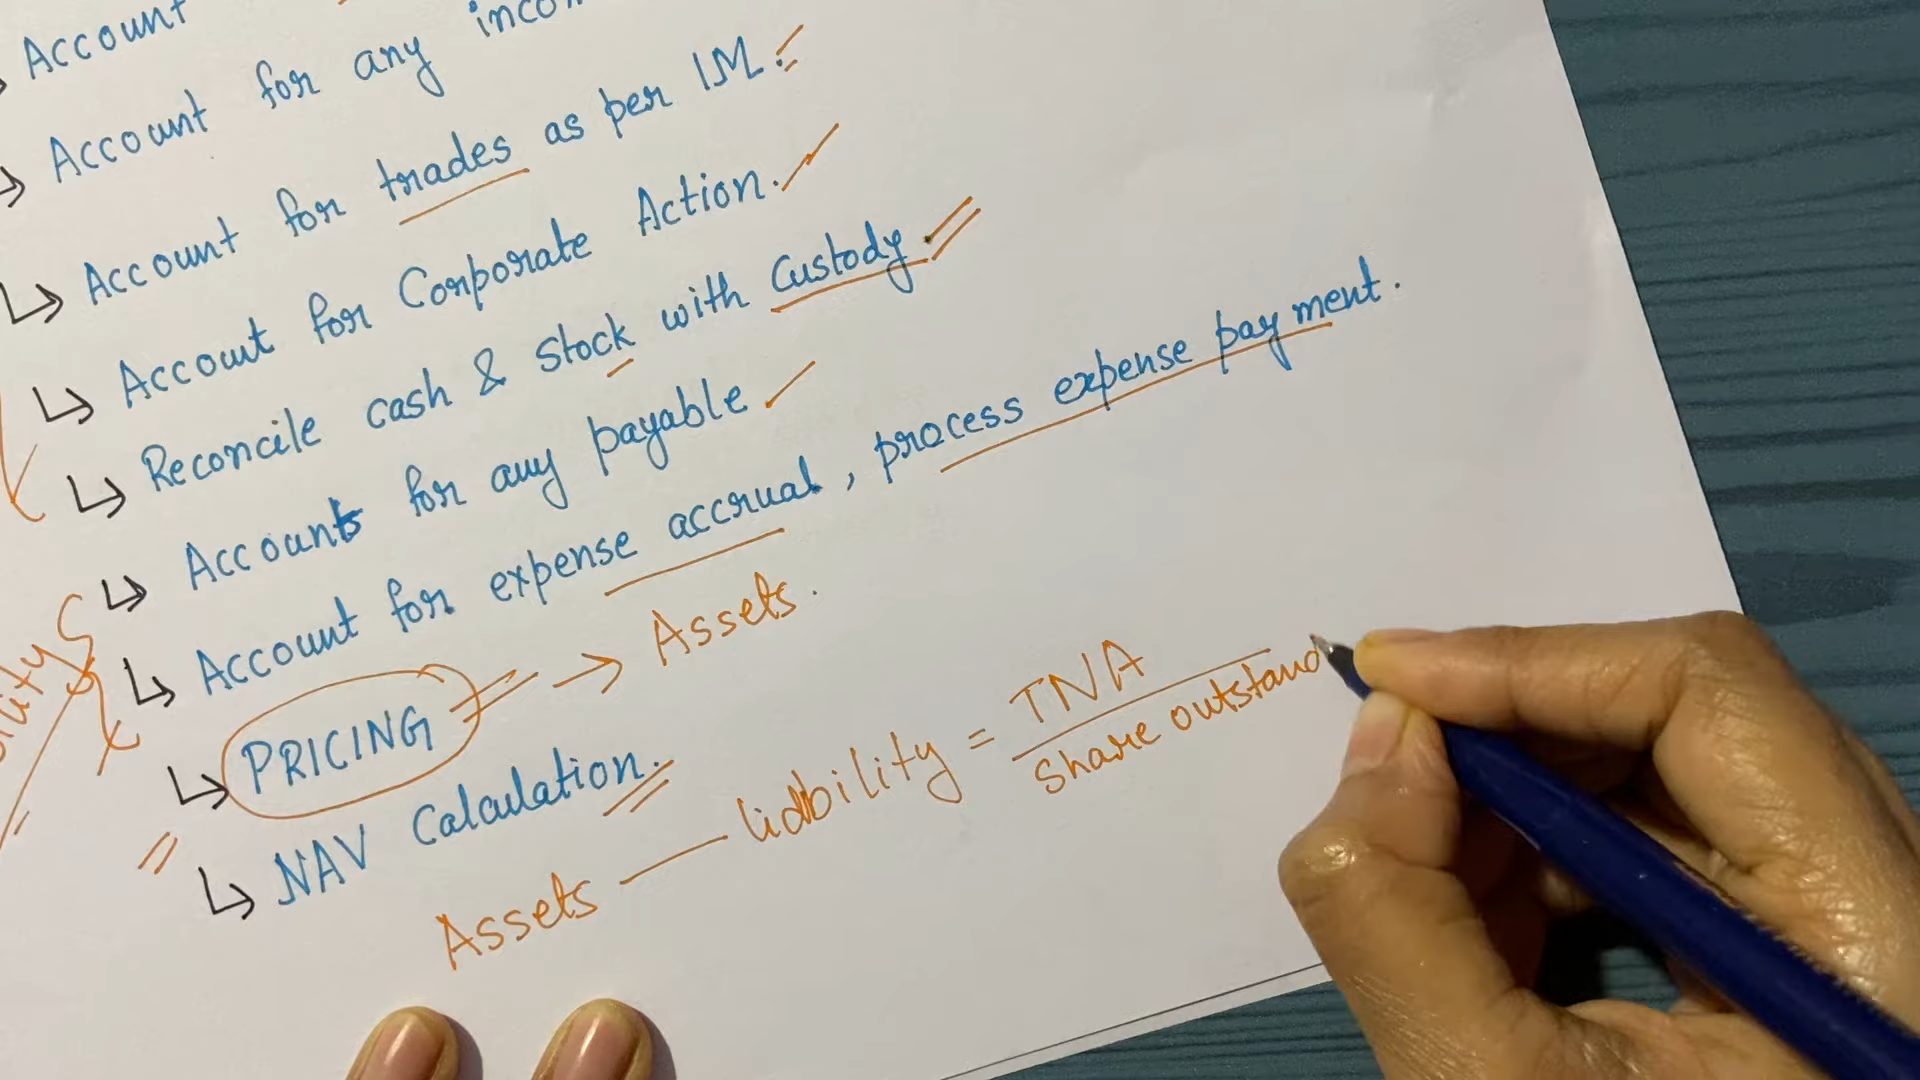 Account
Account for any
Account for trades as per IM.
Account for Corporate Action.
Reconcile cash & Stock with Custody
Accounts for any payable
Account for expense accrual, process expense payment.
PRICING → Assets.
NAV Calculation.
Assets — liability = TNA
Share outstand